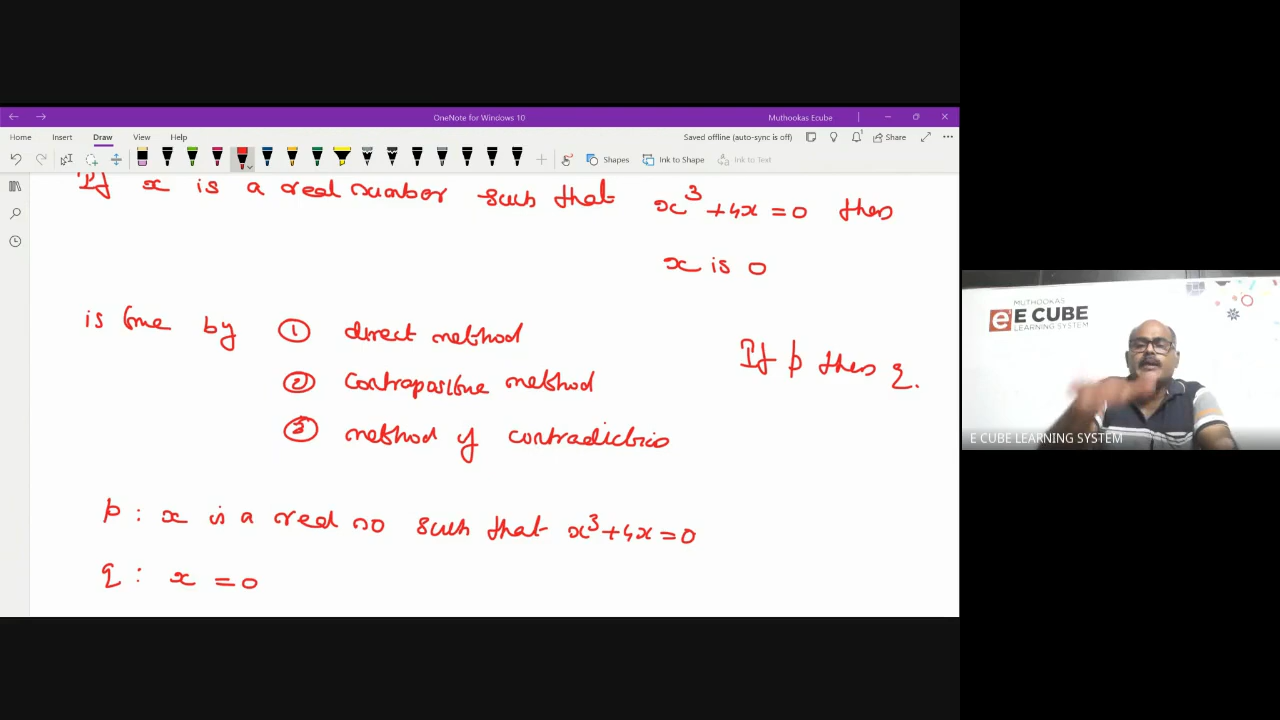 OneNote for Windows 10
Muthookas Ecube
Home Insert Draw View Help
Saved offline (auto-sync is off)
Share
Shapes
Ink to Shape
Ink to Text
If x is a real number such that x³ + 4x = 0 then
x is 0
is true by ① direct method
② contrapositive method
③ method of contradiction
If p then q.
p : x is a real no such that x³ + 4x = 0
q : x = 0
MUTHOOKAS
e E CUBE
LEARNING SYSTEM
E CUBE LEARNING SYSTEM